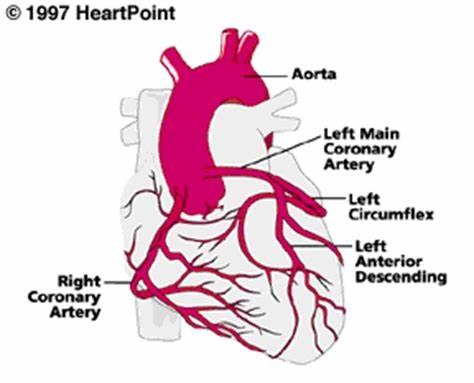 © 1997 HeartPoint
Aorta
Left Main
Coronary
Artery
Left
Circumflex
Left
Anterior
Descending
Right
Coronary
Artery